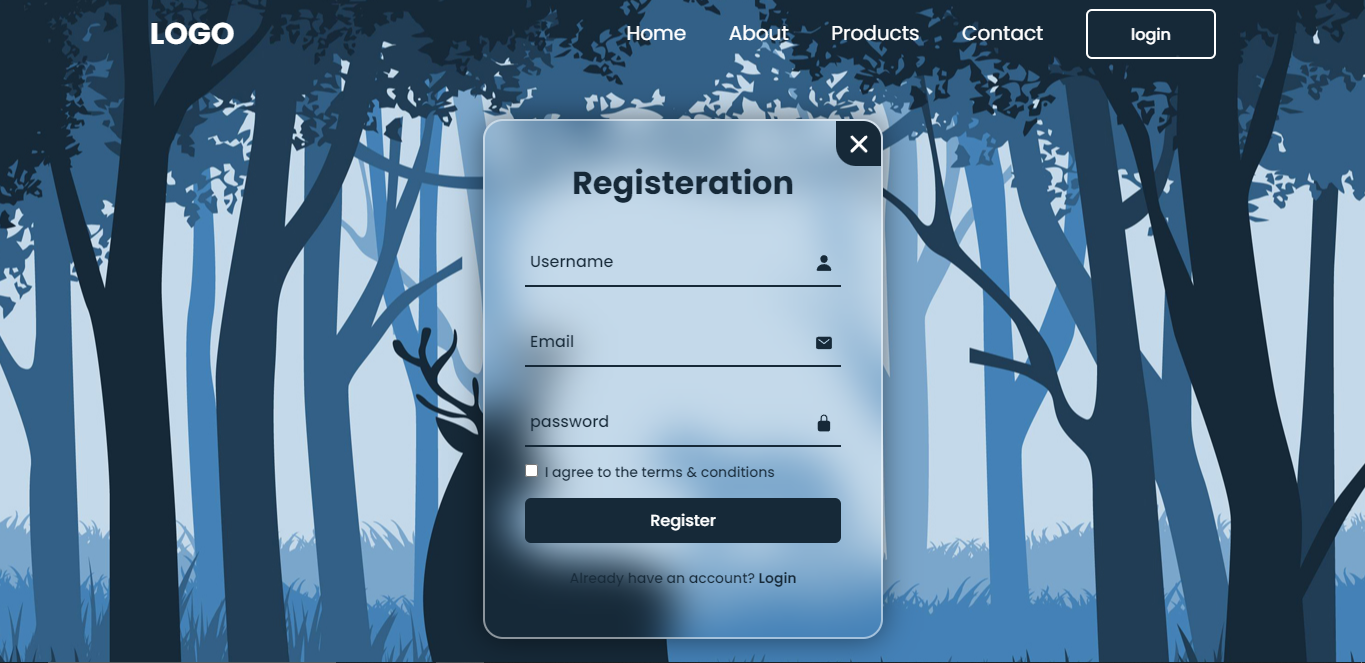 LOGO
Home
About
Products
Contact
login
Registeration
Username
Email
password
I agree to the terms & conditions
Register
Already have an account? Login